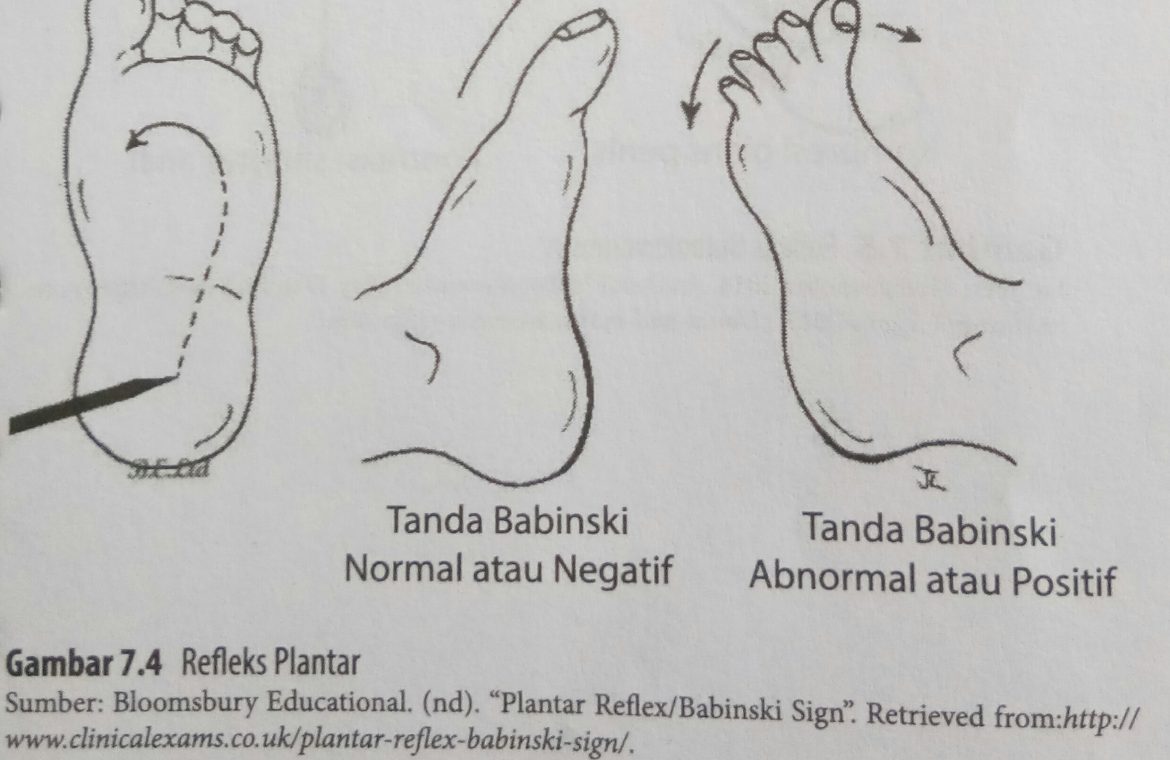 B.E.Ltd
Tanda Babinski
Normal atau Negatif
Tanda Babinski
Abnormal atau Positif
Gambar 7.4 Refleks Plantar
Sumber: Bloomsbury Educational. (nd). “Plantar Reflex/Babinski Sign”. Retrieved from:http://
www.clinicalexams.co.uk/plantar-reflex-babinski-sign/.